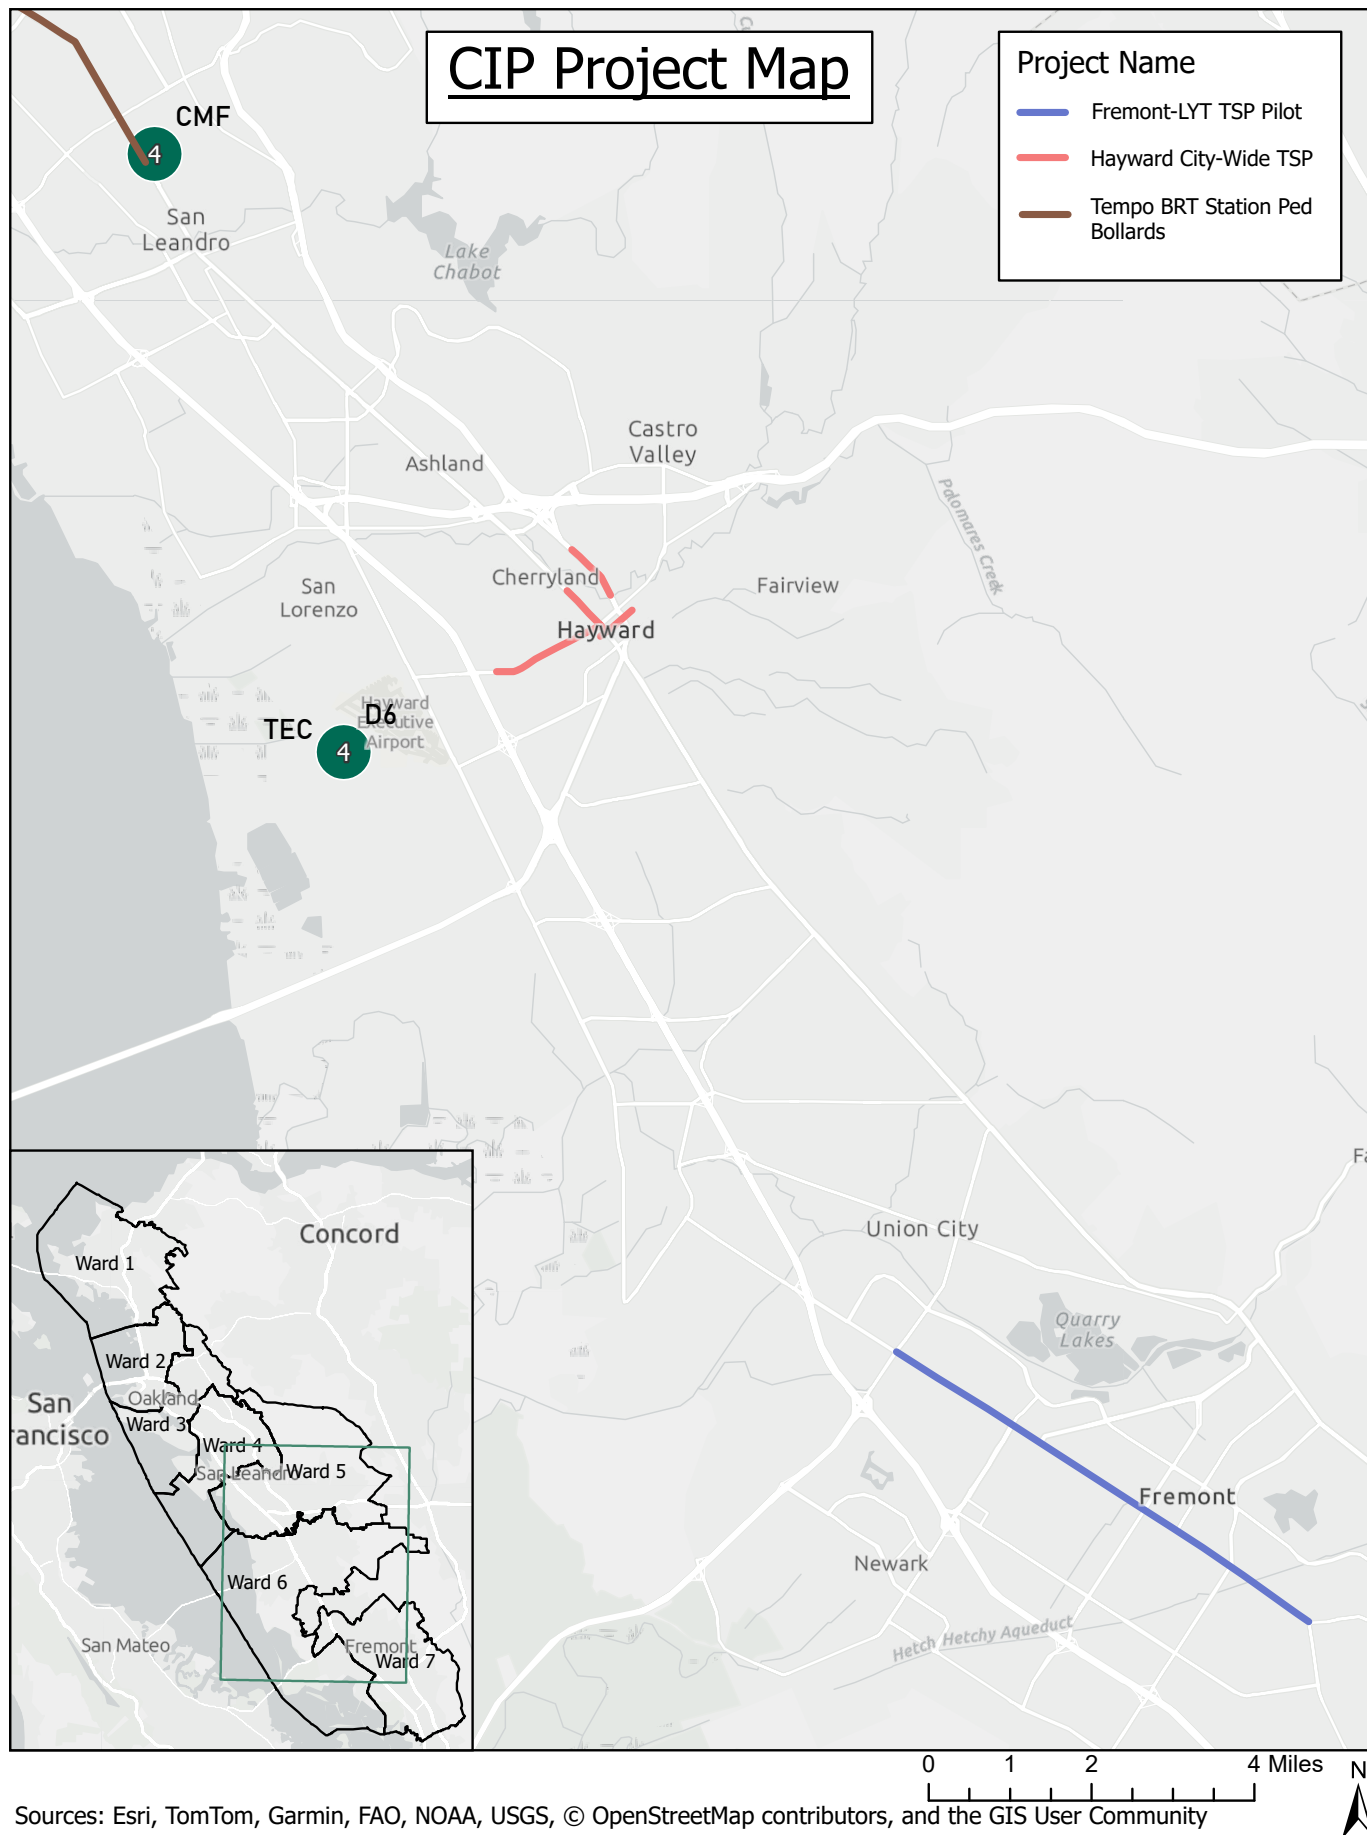 CIP Project Map
Project Name
Fremont-LYT TSP Pilot
Hayward City-Wide TSP
Tempo BRT Station Ped
Bollards
CMF
4
San
Leandro
Lake
Chabot
Castro
Valley
Ashland
Palomares Creek
Cherryland
San
Lorenzo
Fairview
Hayward
Hayward
Executive
Airport
D6
TEC
4
Union City
Quarry
Lakes
Fremont
Newark
Hetch Hetchy Aqueduct
Concord
Ward 1
Ward 2
Oakland
San
rancisco
Ward 3
Ward 4
San Leandro
Ward 5
Ward 6
San Mateo
Fremont
Ward 7
0 1 2 4 Miles
N
Sources: Esri, TomTom, Garmin, FAO, NOAA, USGS, © OpenStreetMap contributors, and the GIS User Community